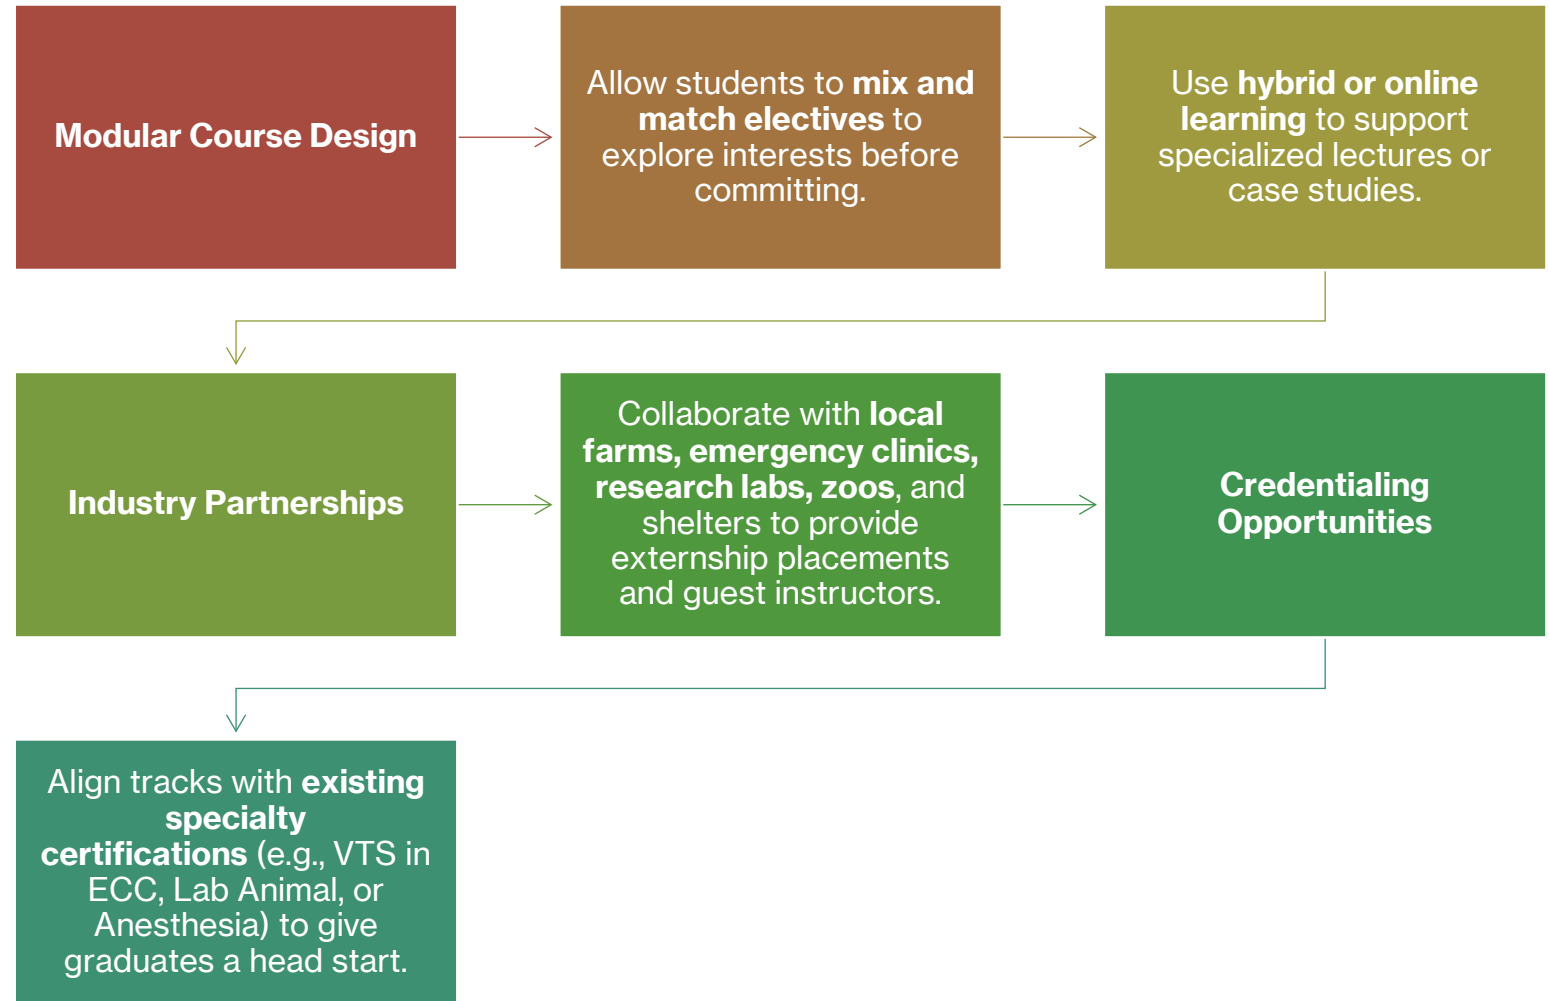 Modular Course Design
Allow students to mix and
match electives to
explore interests before
committing.
Use hybrid or online
learning to support
specialized lectures or
case studies.
Industry Partnerships
Collaborate with local
farms, emergency clinics,
research labs, zoos, and
shelters to provide
externship placements
and guest instructors.
Credentialing
Opportunities
Align tracks with existing
specialty
certifications (e.g., VTS in
ECC, Lab Animal, or
Anesthesia) to give
graduates a head start.